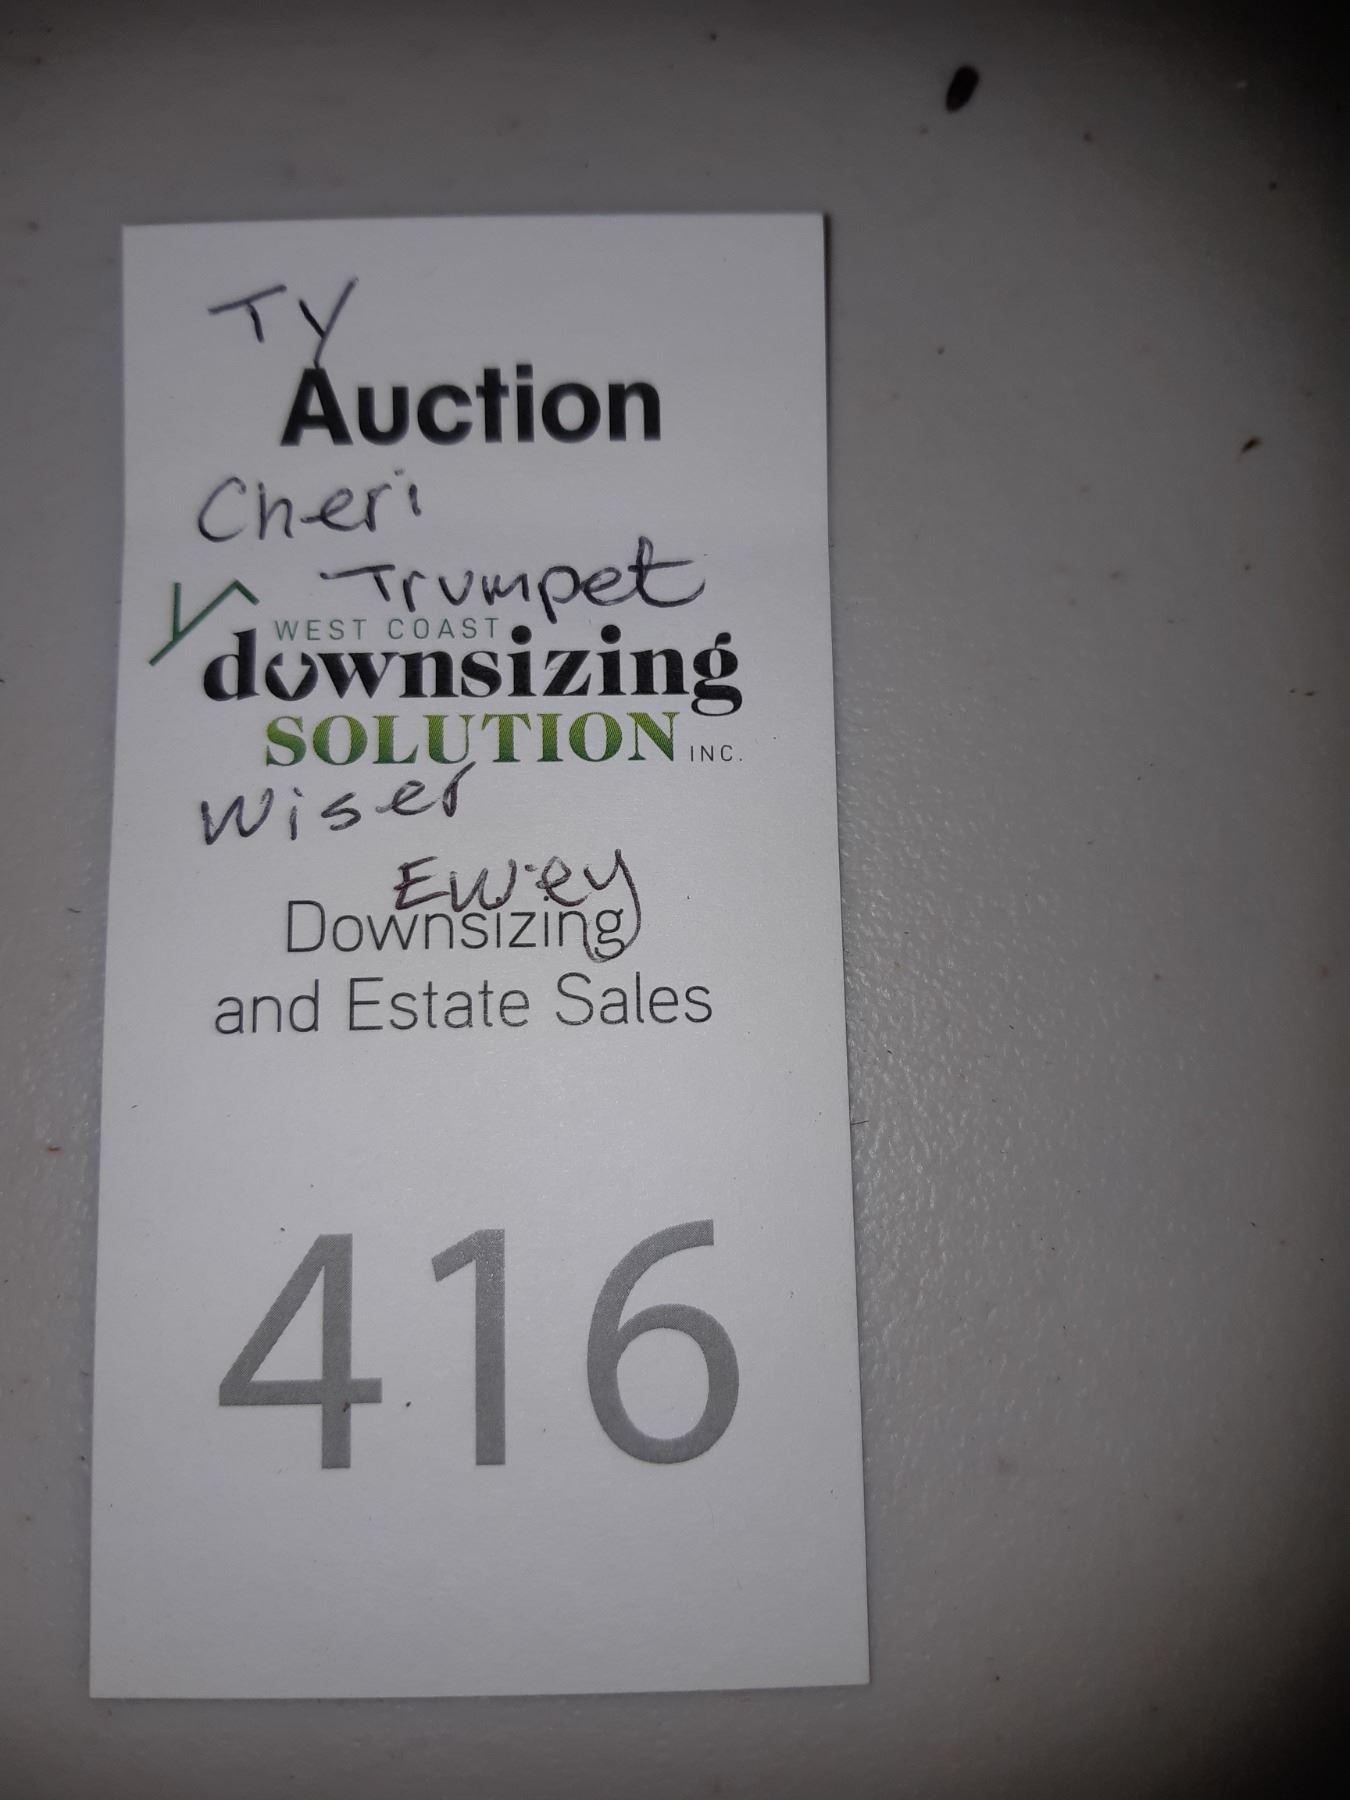 TY
Auction
Cheri
Trumpet
WEST COAST
downsizing
SOLUTION INC.
Wiser
Ewey
Downsizing
and Estate Sales
416